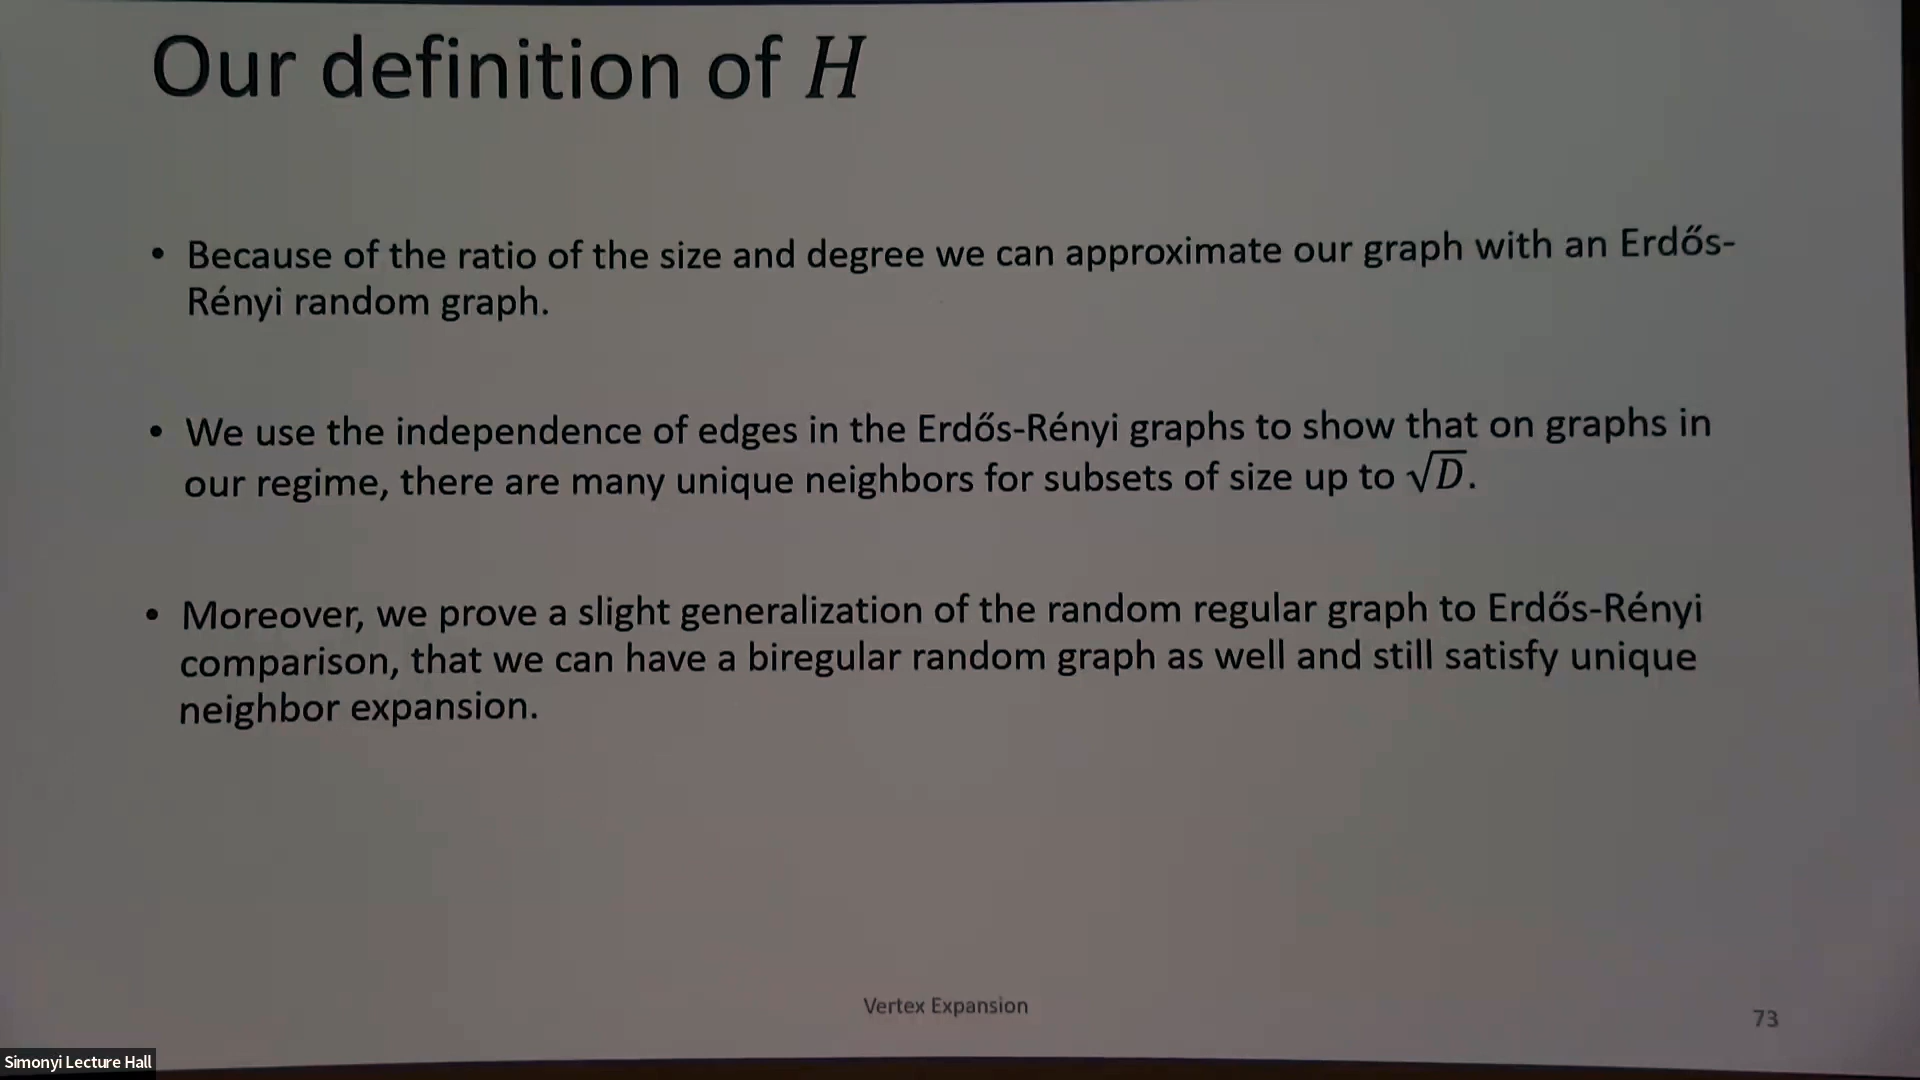 Our definition of H
• Because of the ratio of the size and degree we can approximate our graph with an Erdős-
Rényi random graph.
• We use the independence of edges in the Erdős-Rényi graphs to show that on graphs in
our regime, there are many unique neighbors for subsets of size up to √D.
• Moreover, we prove a slight generalization of the random regular graph to Erdős-Rényi
comparison, that we can have a biregular random graph as well and still satisfy unique
neighbor expansion.
Vertex Expansion
73
Simonyi Lecture Hall